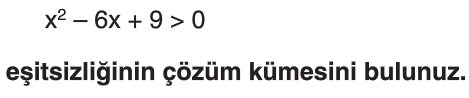 x² – 6x + 9 > 0
eşitsizliğinin çözüm kümesini bulunuz.